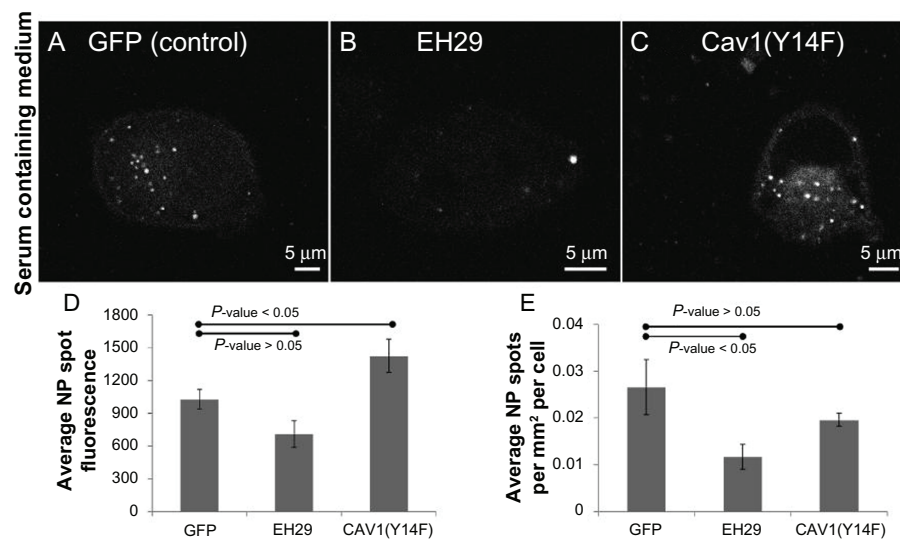 Serum containing medium
A GFP (control)
5 μm
B EH29
5 μm
C Cav1(Y14F)
5 μm
D
Average NP spot
fluorescence
1800
1500
1200
900
600
300
0
P-value < 0.05
P-value > 0.05
GFP EH29 CAV1(Y14F)
E
Average NP spots
per mm² per cell
0.04
0.03
0.02
0.01
0
P-value > 0.05
P-value < 0.05
GFP EH29 CAV1(Y14F)